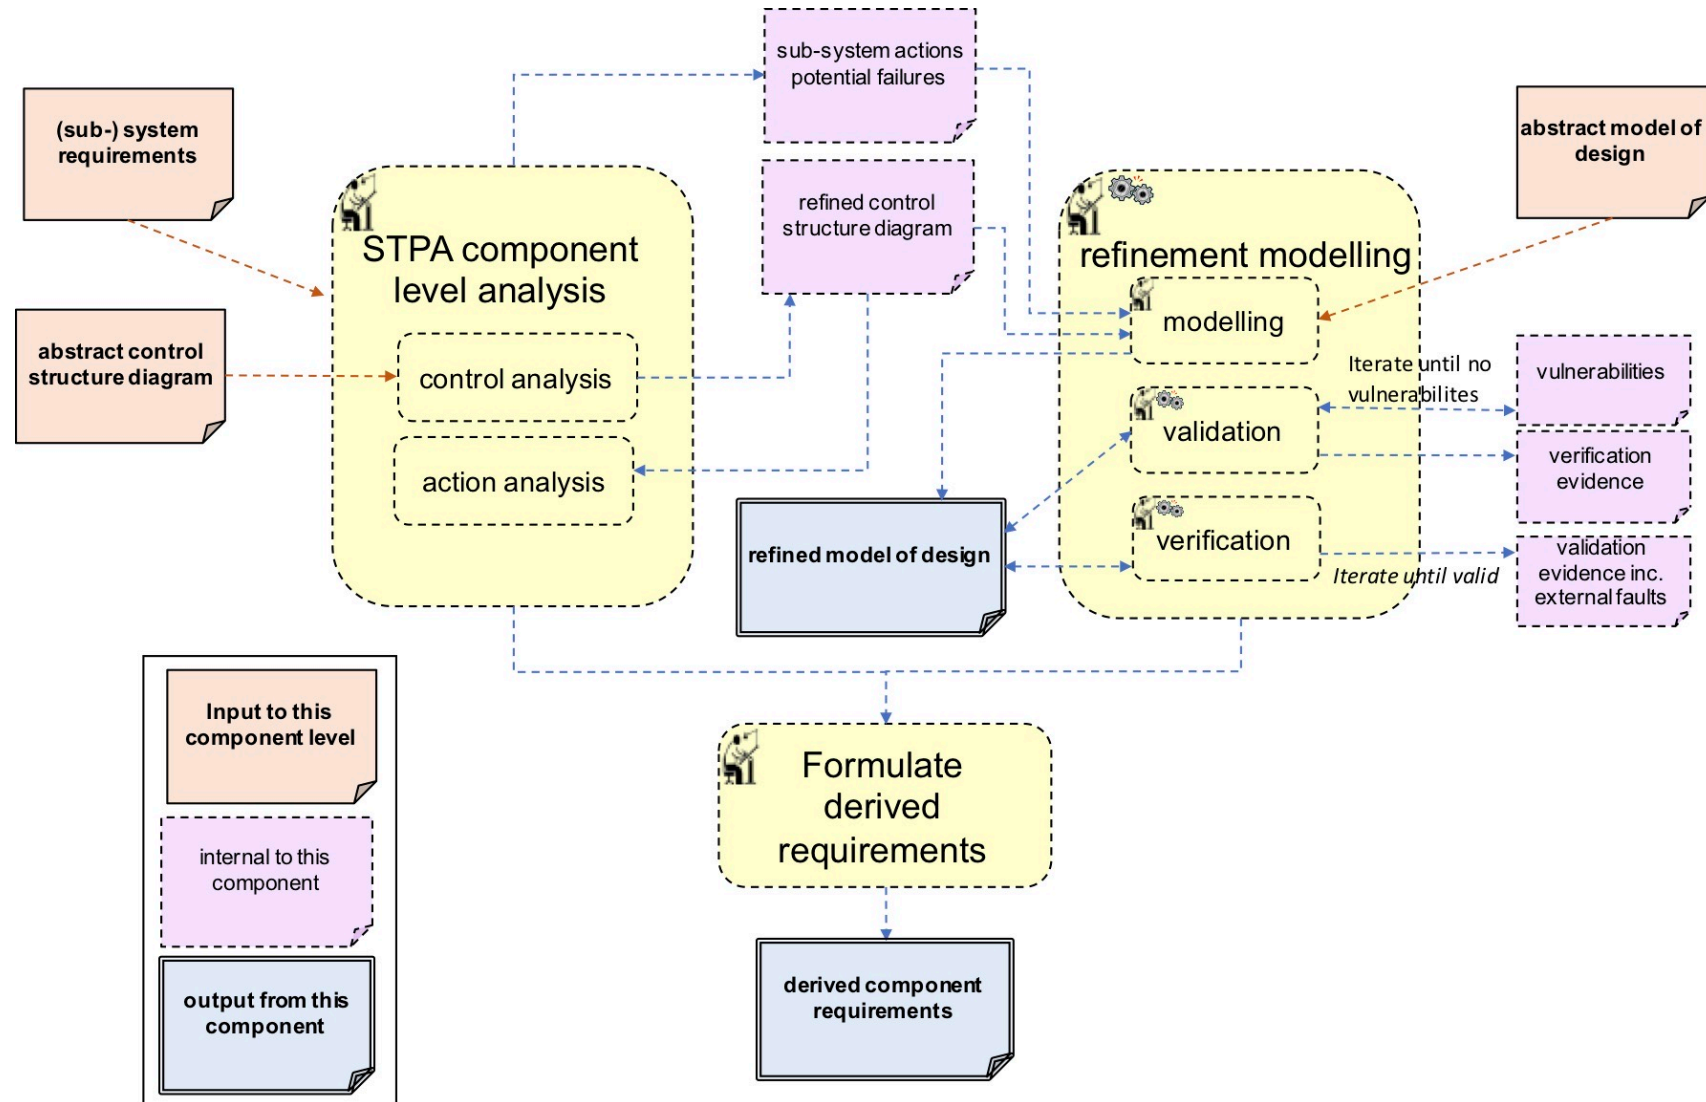 sub-system actions
potential failures
(sub-) system
requirements
abstract model of
design
refined control
structure diagram
STPA component
level analysis
refinement modelling
modelling
abstract control
structure diagram
control analysis
Iterate until no
vulnerabilites
vulnerabilities
validation
action analysis
verification
evidence
refined model of design
verification
Iterate until valid
validation
evidence inc.
external faults
Input to this
component level
Formulate
derived
requirements
internal to this
component
output from this
component
derived component
requirements